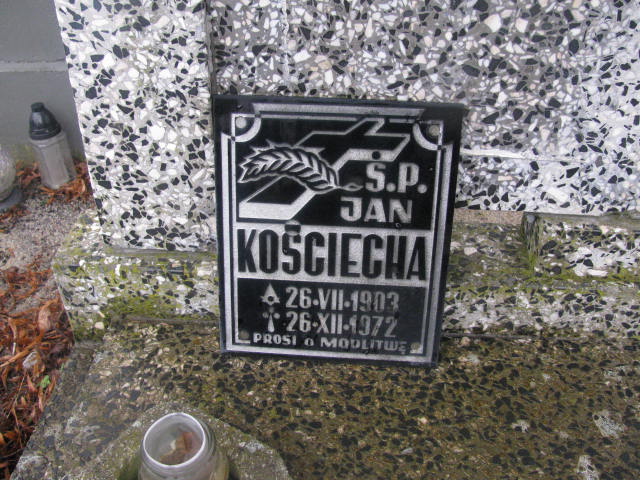 Ś.P.
JAN
KOŚCIECHA
26·VII·1903
26·XII·1972
PROSI O MODLITWĘ